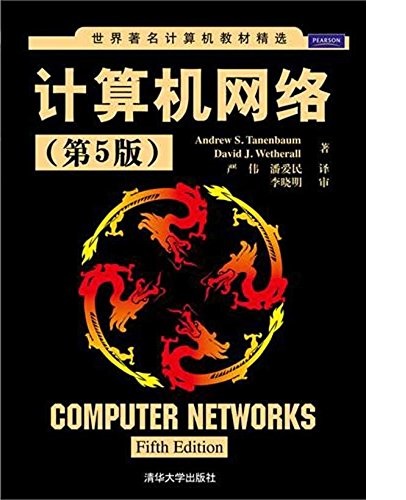 世界著名计算机教材精选
PEARSON
计算机网络
（第5版）
Andrew S. Tanenbaum
David J. Wetherall 著
严 伟 潘爱民 译
李晓明 审
COMPUTER NETWORKS
Fifth Edition
清华大学出版社